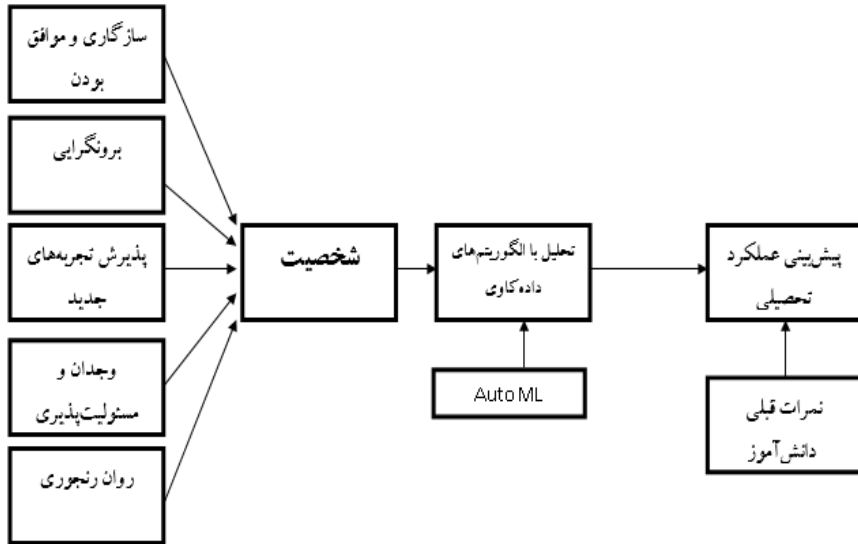 سازگاری و موافق
بودن
برونگرایی
پذیرش تجربه‌های
جدید
وجدان و
مسئولیت‌پذیری
روان رنجوری
شخصیت
تحلیل با الگوریتم‌های
داده‌کاوی
Auto ML
پیش‌بینی عملکرد
تحصیلی
نمرات قبلی
دانش‌آموز